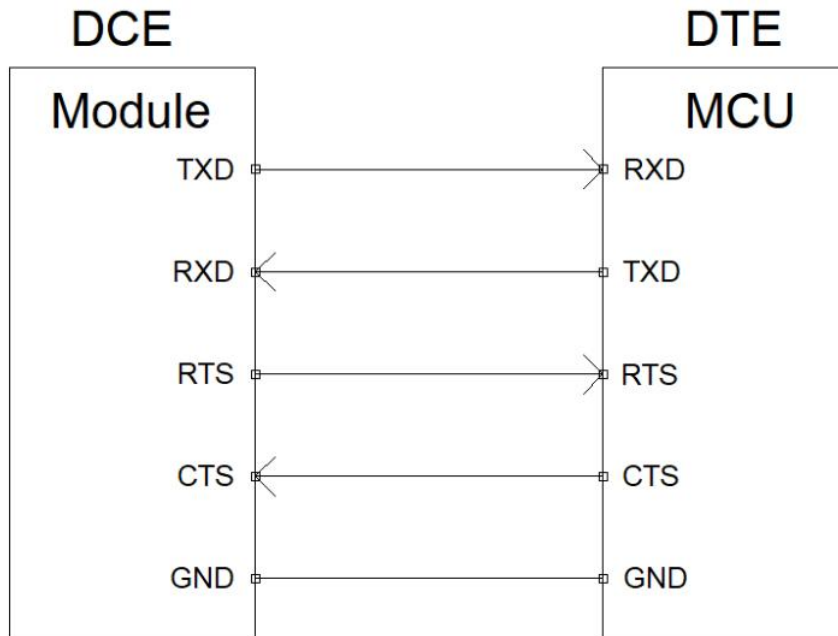 DCE
DTE
Module
MCU
TXD
RXD
RXD
TXD
RTS
RTS
CTS
CTS
GND
GND